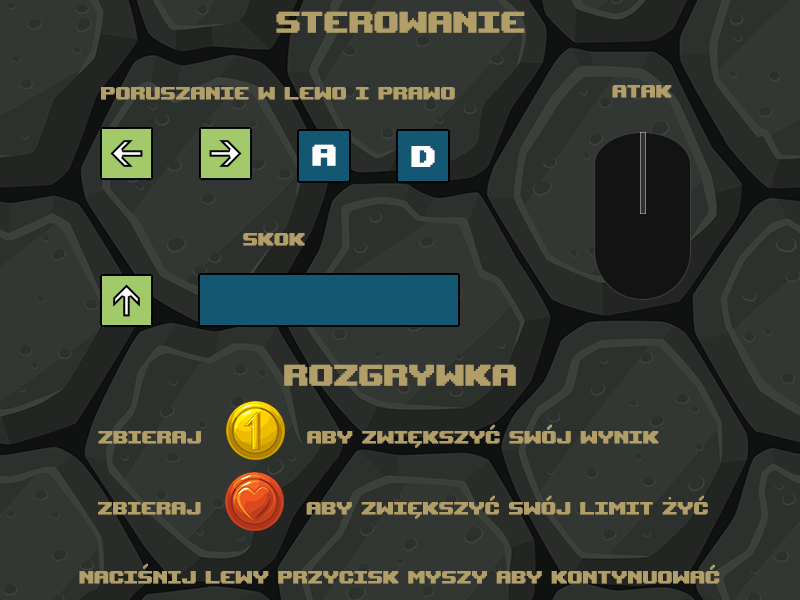 STEROWANIE
PORUSZANIE W LEWO I PRAWO
ATAK
A D
SKOK
ROZGRYWKA
ZBIERAJ 1 ABY ZWIĘKSZYĆ SWÓJ WYNIK
ZBIERAJ ABY ZWIĘKSZYĆ SWÓJ LIMIT ŻYĆ
NACIŚNIJ LEWY PRZYCISK MYSZY ABY KONTYNUOWAĆ